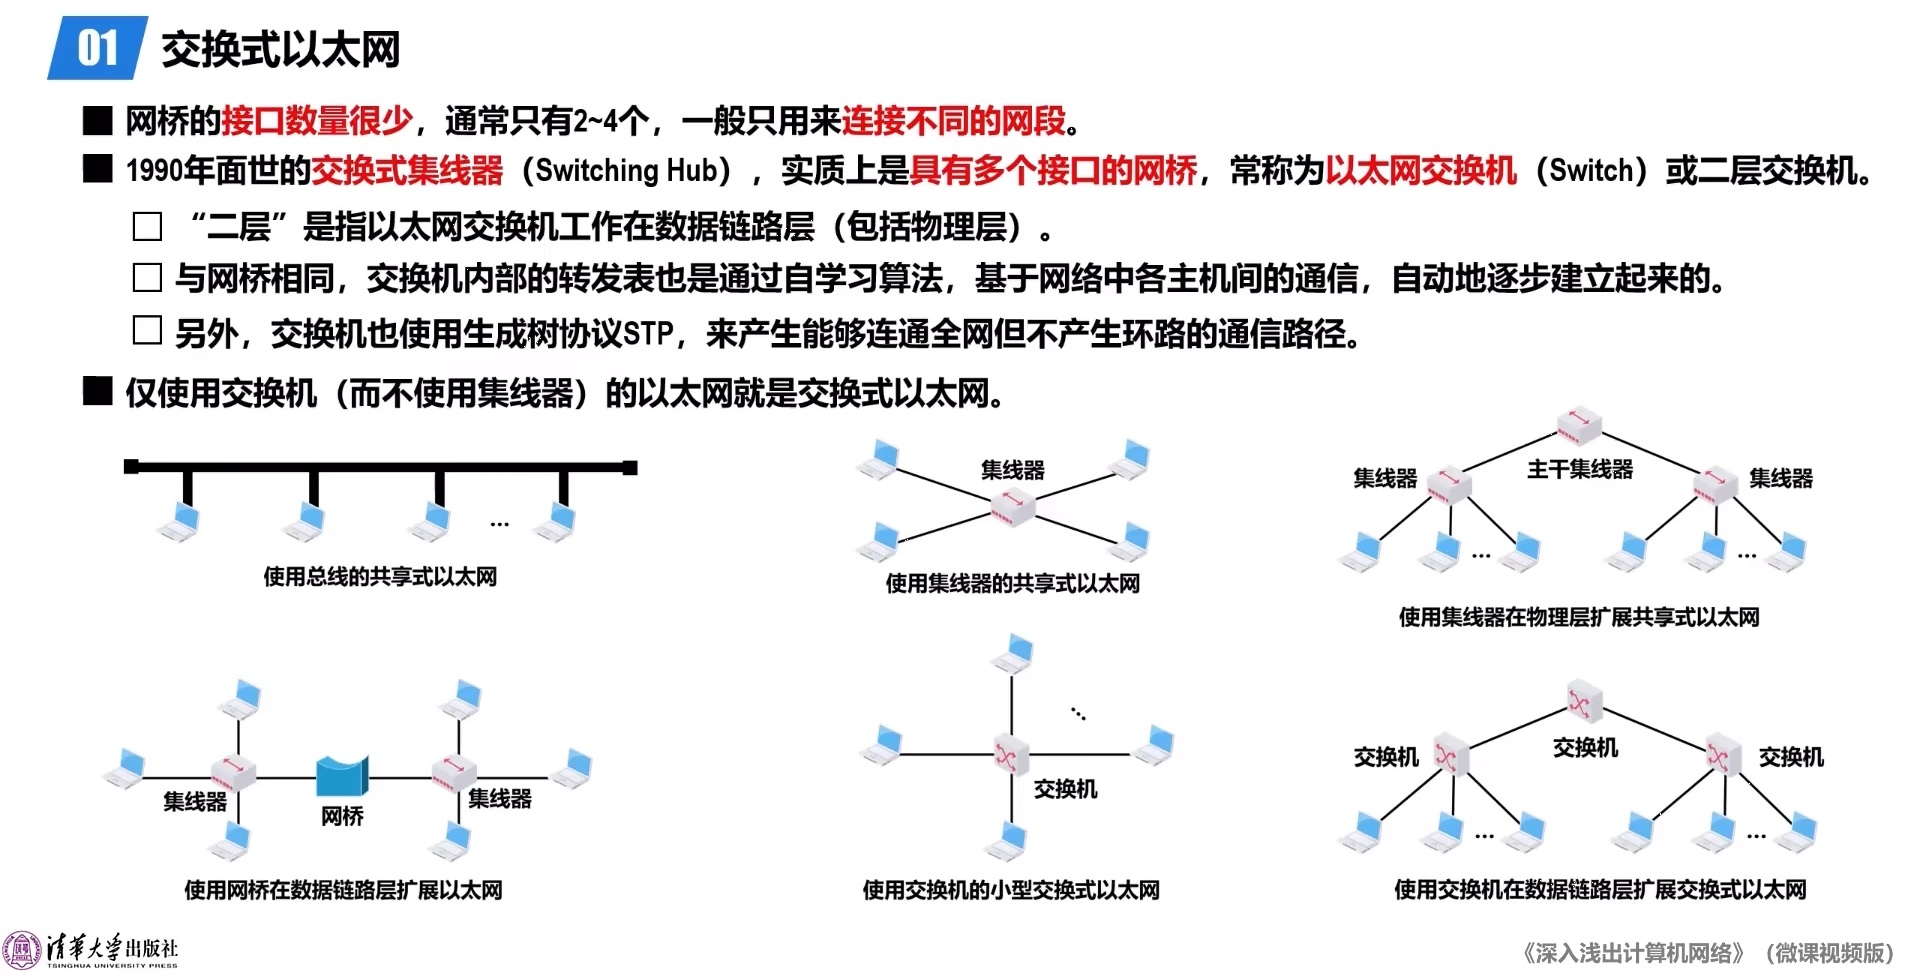 01 交换式以太网
■ 网桥的接口数量很少，通常只有2~4个，一般只用来连接不同的网段。
■ 1990年面世的交换式集线器（Switching Hub），实质上是具有多个接口的网桥，常称为以太网交换机（Switch）或二层交换机。
□ “二层”是指以太网交换机工作在数据链路层（包括物理层）。
□ 与网桥相同，交换机内部的转发表也是通过自学习算法，基于网络中各主机间的通信，自动地逐步建立起来的。
□ 另外，交换机也使用生成树协议STP，来产生能够连通全网但不产生环路的通信路径。
■ 仅使用交换机（而不使用集线器）的以太网就是交换式以太网。
...
使用总线的共享式以太网
集线器
使用集线器的共享式以太网
主干集线器
集线器
集线器
...
...
使用集线器在物理层扩展共享式以太网
集线器
网桥
集线器
使用网桥在数据链路层扩展以太网
...
交换机
使用交换机的小型交换式以太网
交换机
交换机
交换机
...
...
使用交换机在数据链路层扩展交换式以太网
清华大学出版社
TSINGHUA UNIVERSITY PRESS
《深入浅出计算机网络》（微课视频版）